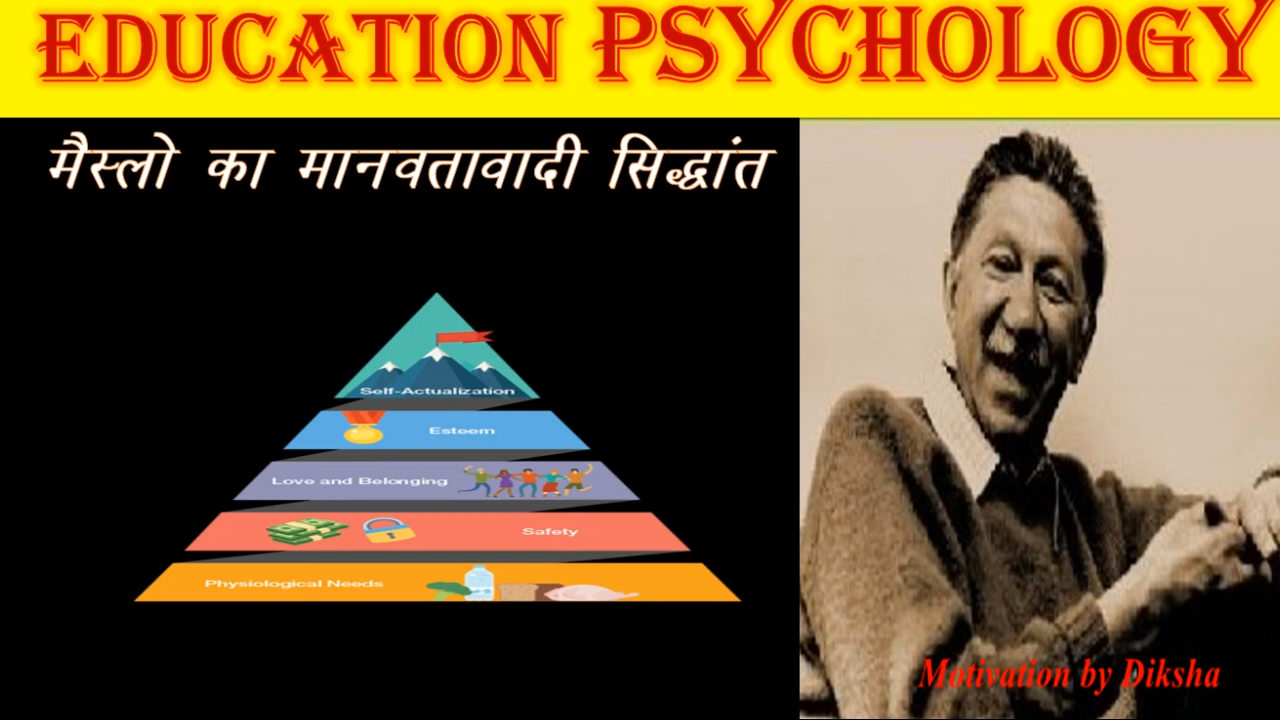 EDUCATION PSYCHOLOGY
मैस्लो का मानवतावादी सिद्धांत
Self-Actualization
Esteem
Love and Belonging
Safety
Physiological Needs
Motivation by Diksha